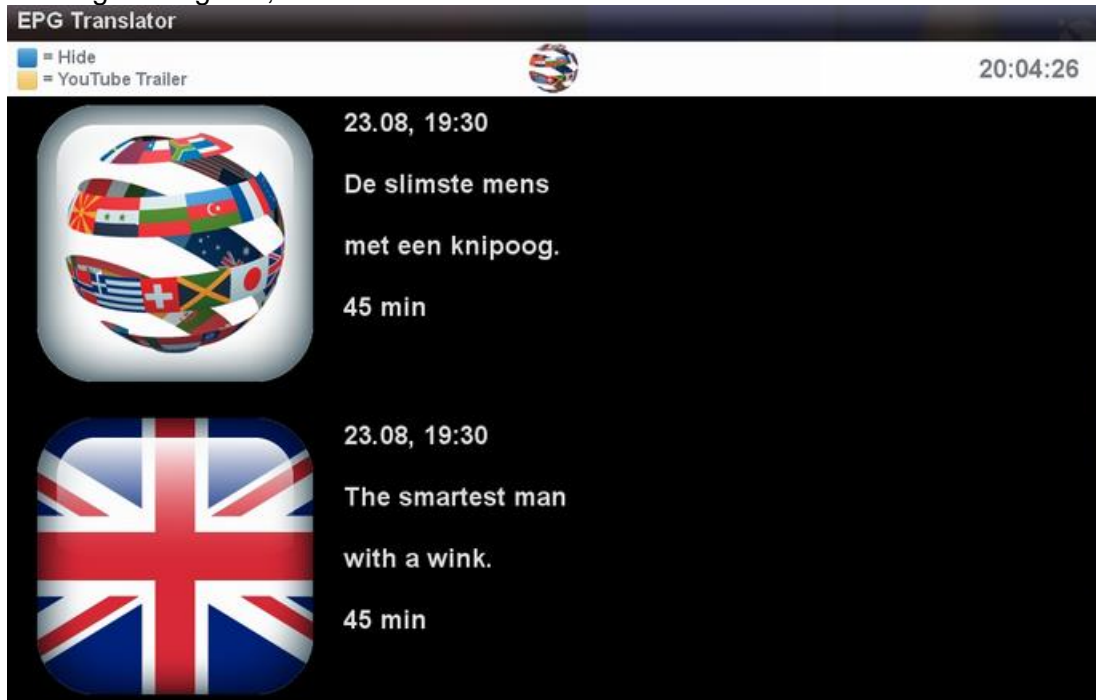 EPG Translator
= Hide
= YouTube Trailer
20:04:26
23.08, 19:30
De slimste mens
met een knipoog.
45 min
23.08, 19:30
The smartest man
with a wink.
45 min